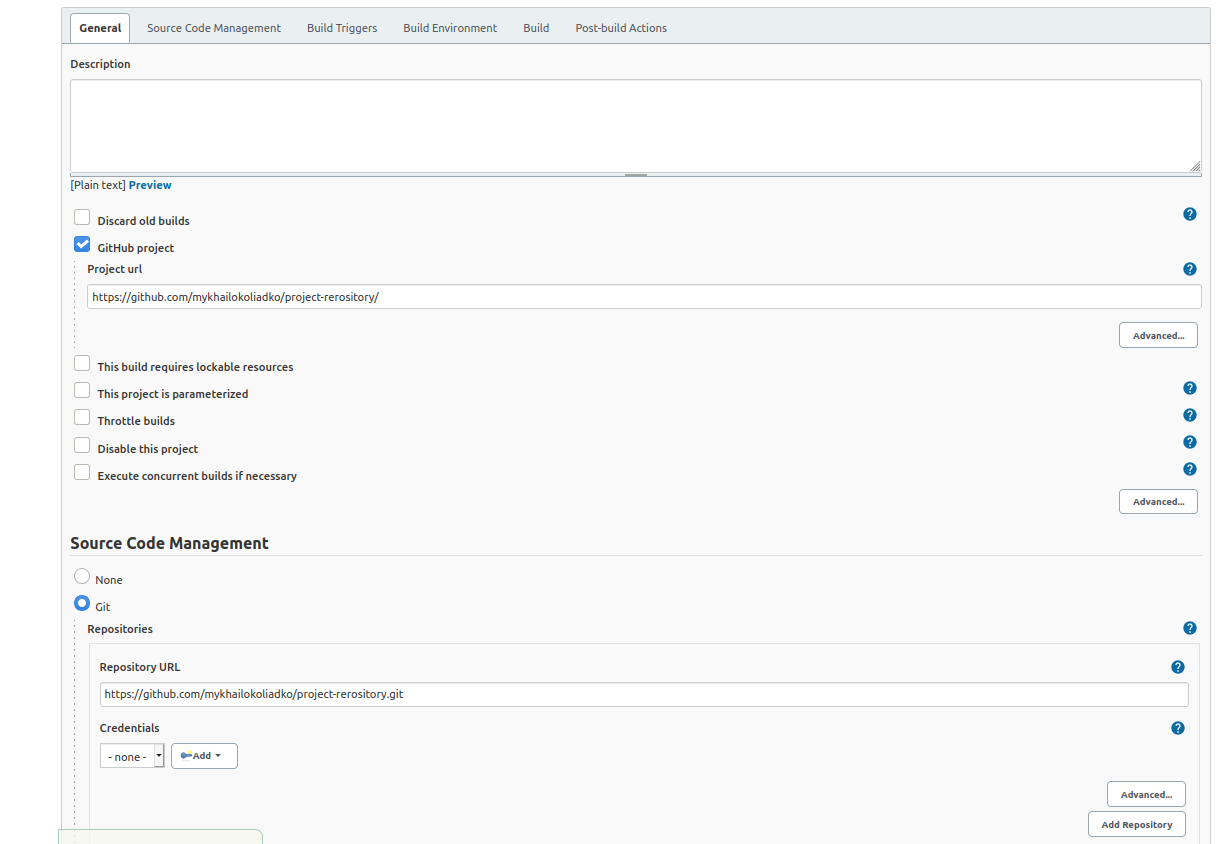 General Source Code Management Build Triggers Build Environment Build Post-build Actions
Description
[Plain text] Preview
Discard old builds ?
GitHub project
Project url ?
https://github.com/mykhailokoliadko/project-rerository/
Advanced...
This build requires lockable resources
This project is parameterized ?
Throttle builds ?
Disable this project ?
Execute concurrent builds if necessary ?
Advanced...
Source Code Management
None
Git
Repositories ?
Repository URL ?
https://github.com/mykhailokoliadko/project-rerository.git
Credentials ?
- none - Add
Advanced...
Add Repository